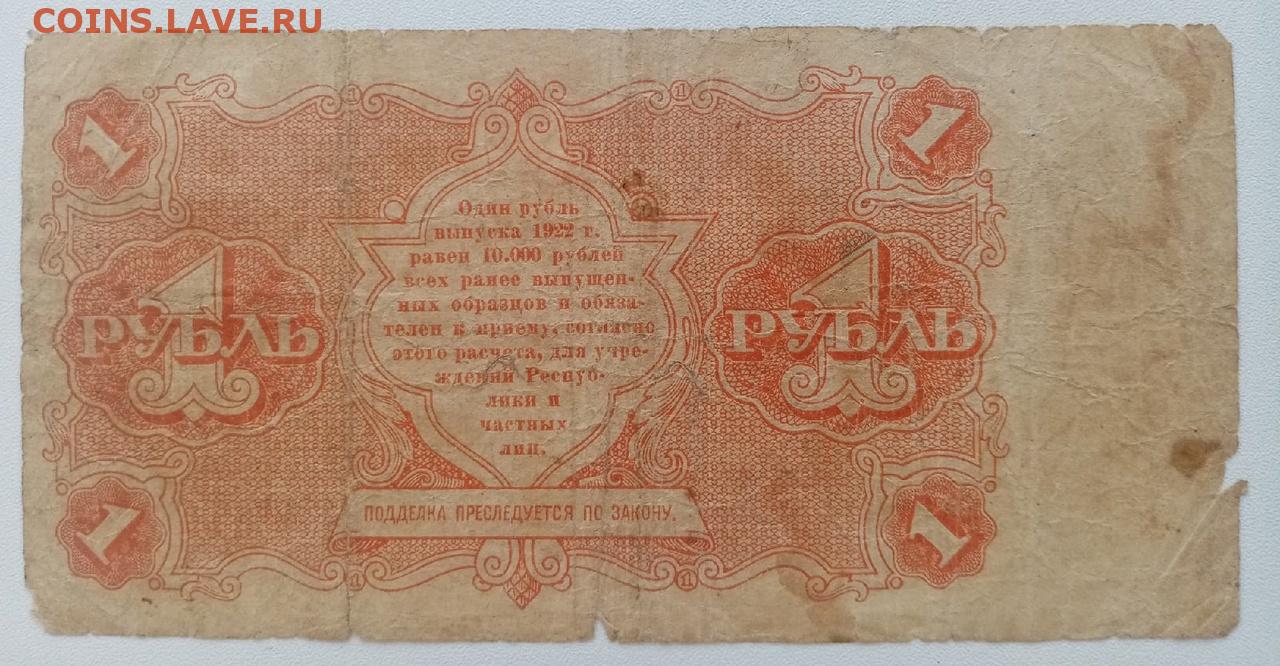 COINS.LAVE.RU
1
1
Один рубль
выпуска 1922 г.
равен 10.000 рублей
всех ранее выпущен-
ных образцов и обяза-
телен к приему, согласно
этого расчета, для учре-
ждений Респуб-
лики и
частных
лиц.
1
РУБЛЬ
1
РУБЛЬ
ПОДДЕЛКА ПРЕСЛЕДУЕТСЯ ПО ЗАКОНУ.
1
1